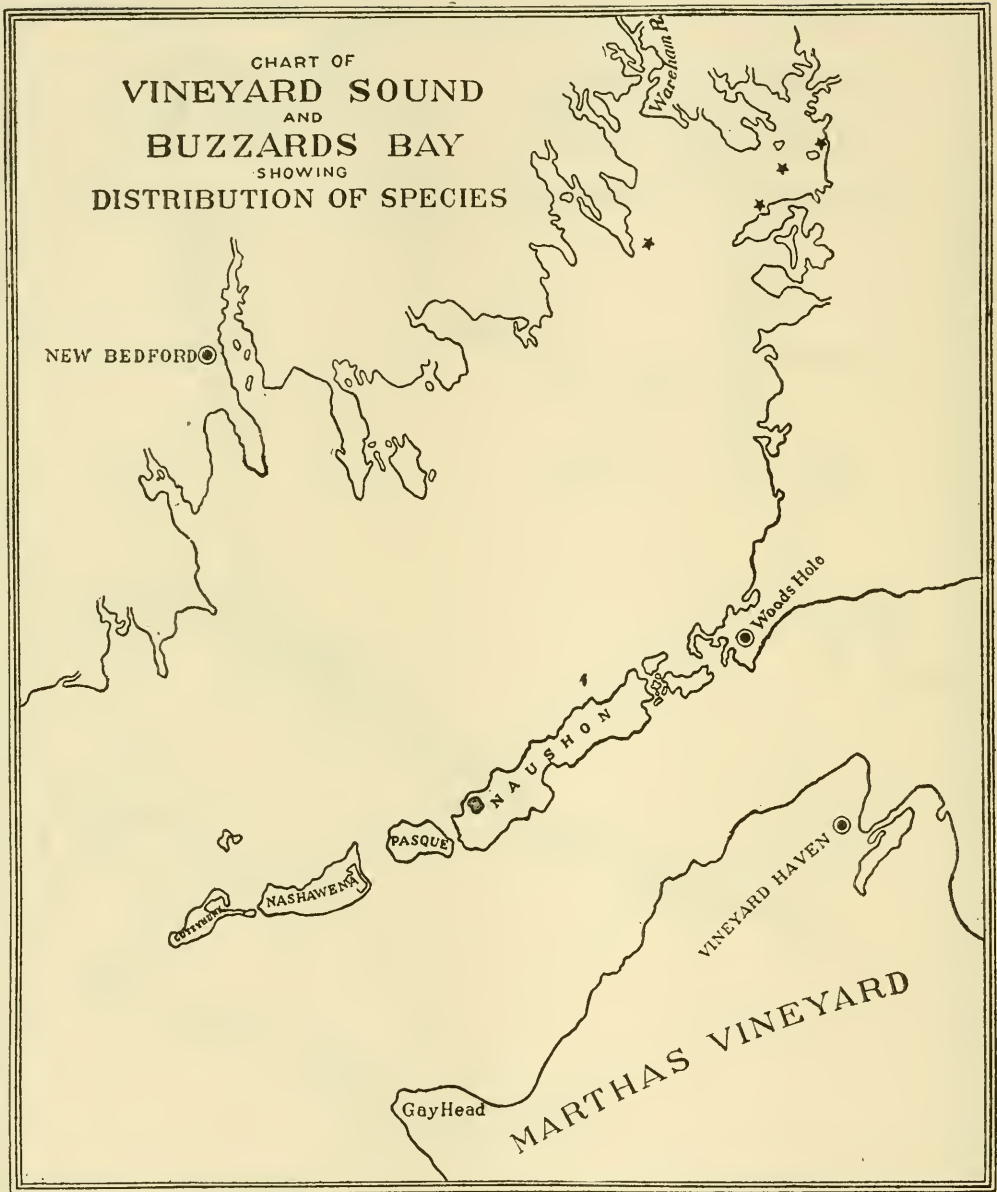 CHART OF
VINEYARD SOUND
AND
BUZZARDS BAY
SHOWING
DISTRIBUTION OF SPECIES
Wareham R
NEW BEDFORD
Woods Hole
NAUSHON
PASQUE
NASHAWENA
CUTTYHUNK
VINEYARD HAVEN
MARTHAS VINEYARD
Gay Head